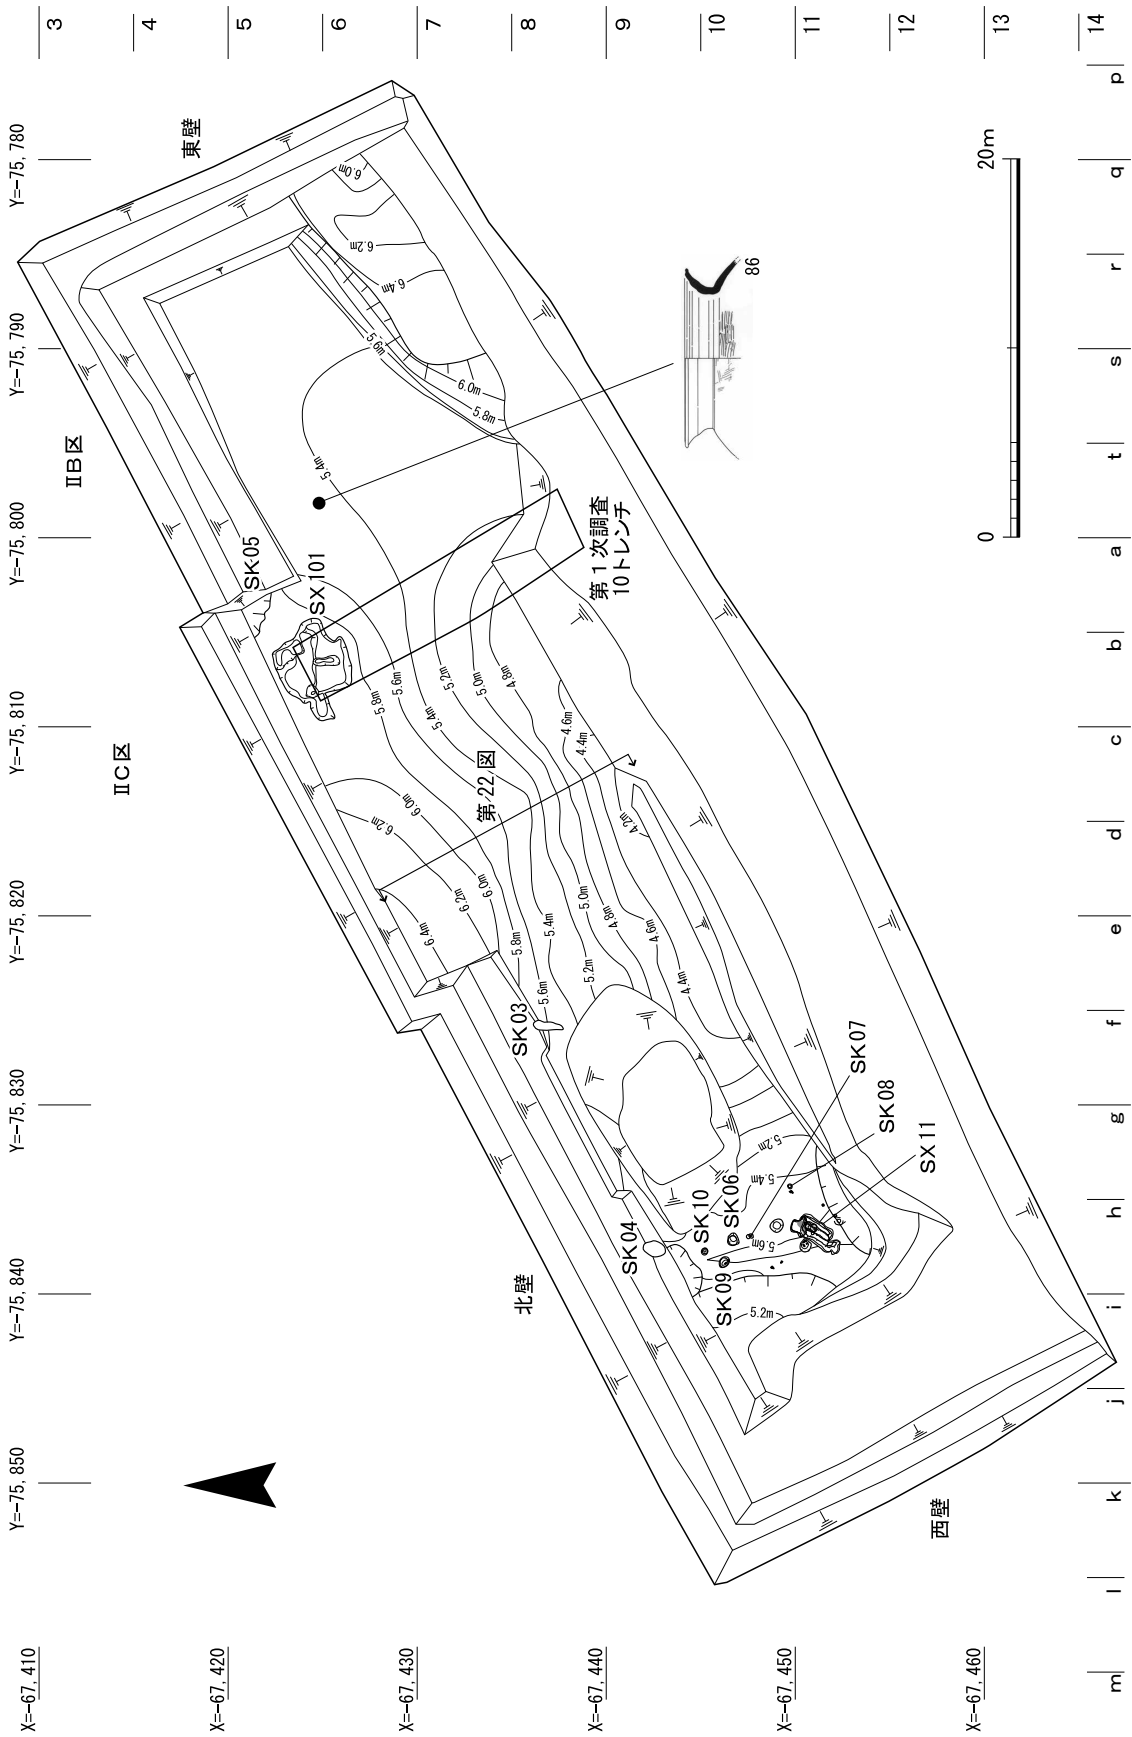 3
4
5
6
7
8
9
10
11
12
13
14
p
q
r
s
t
a
b
c
d
e
f
g
h
i
j
k
l
m
Y=-75,780
Y=-75,790
Y=-75,800
Y=-75,810
Y=-75,820
Y=-75,830
Y=-75,840
Y=-75,850
X=-67,410
X=-67,420
X=-67,430
X=-67,440
X=-67,450
X=-67,460
ⅡB区
ⅡC区
東壁
北壁
西壁
20m
0
86
第1次調査
10トレンチ
第22図
SK05
SX101
SK03
SK04
SK10
SK06
SK09
SK07
SK08
SX11
6.0m
6.2m
6.4m
5.6m
6.0m
5.8m
5.4m
5.8m
5.6m
5.4m
5.2m
5.0m
4.8m
4.6m
4.4m
4.2m
6.0m
6.2m
6.4m
6.2m
6.0m
5.8m
5.6m
5.4m
5.2m
5.0m
4.8m
4.6m
4.4m
5.2m
5.4m
5.6m
5.2m